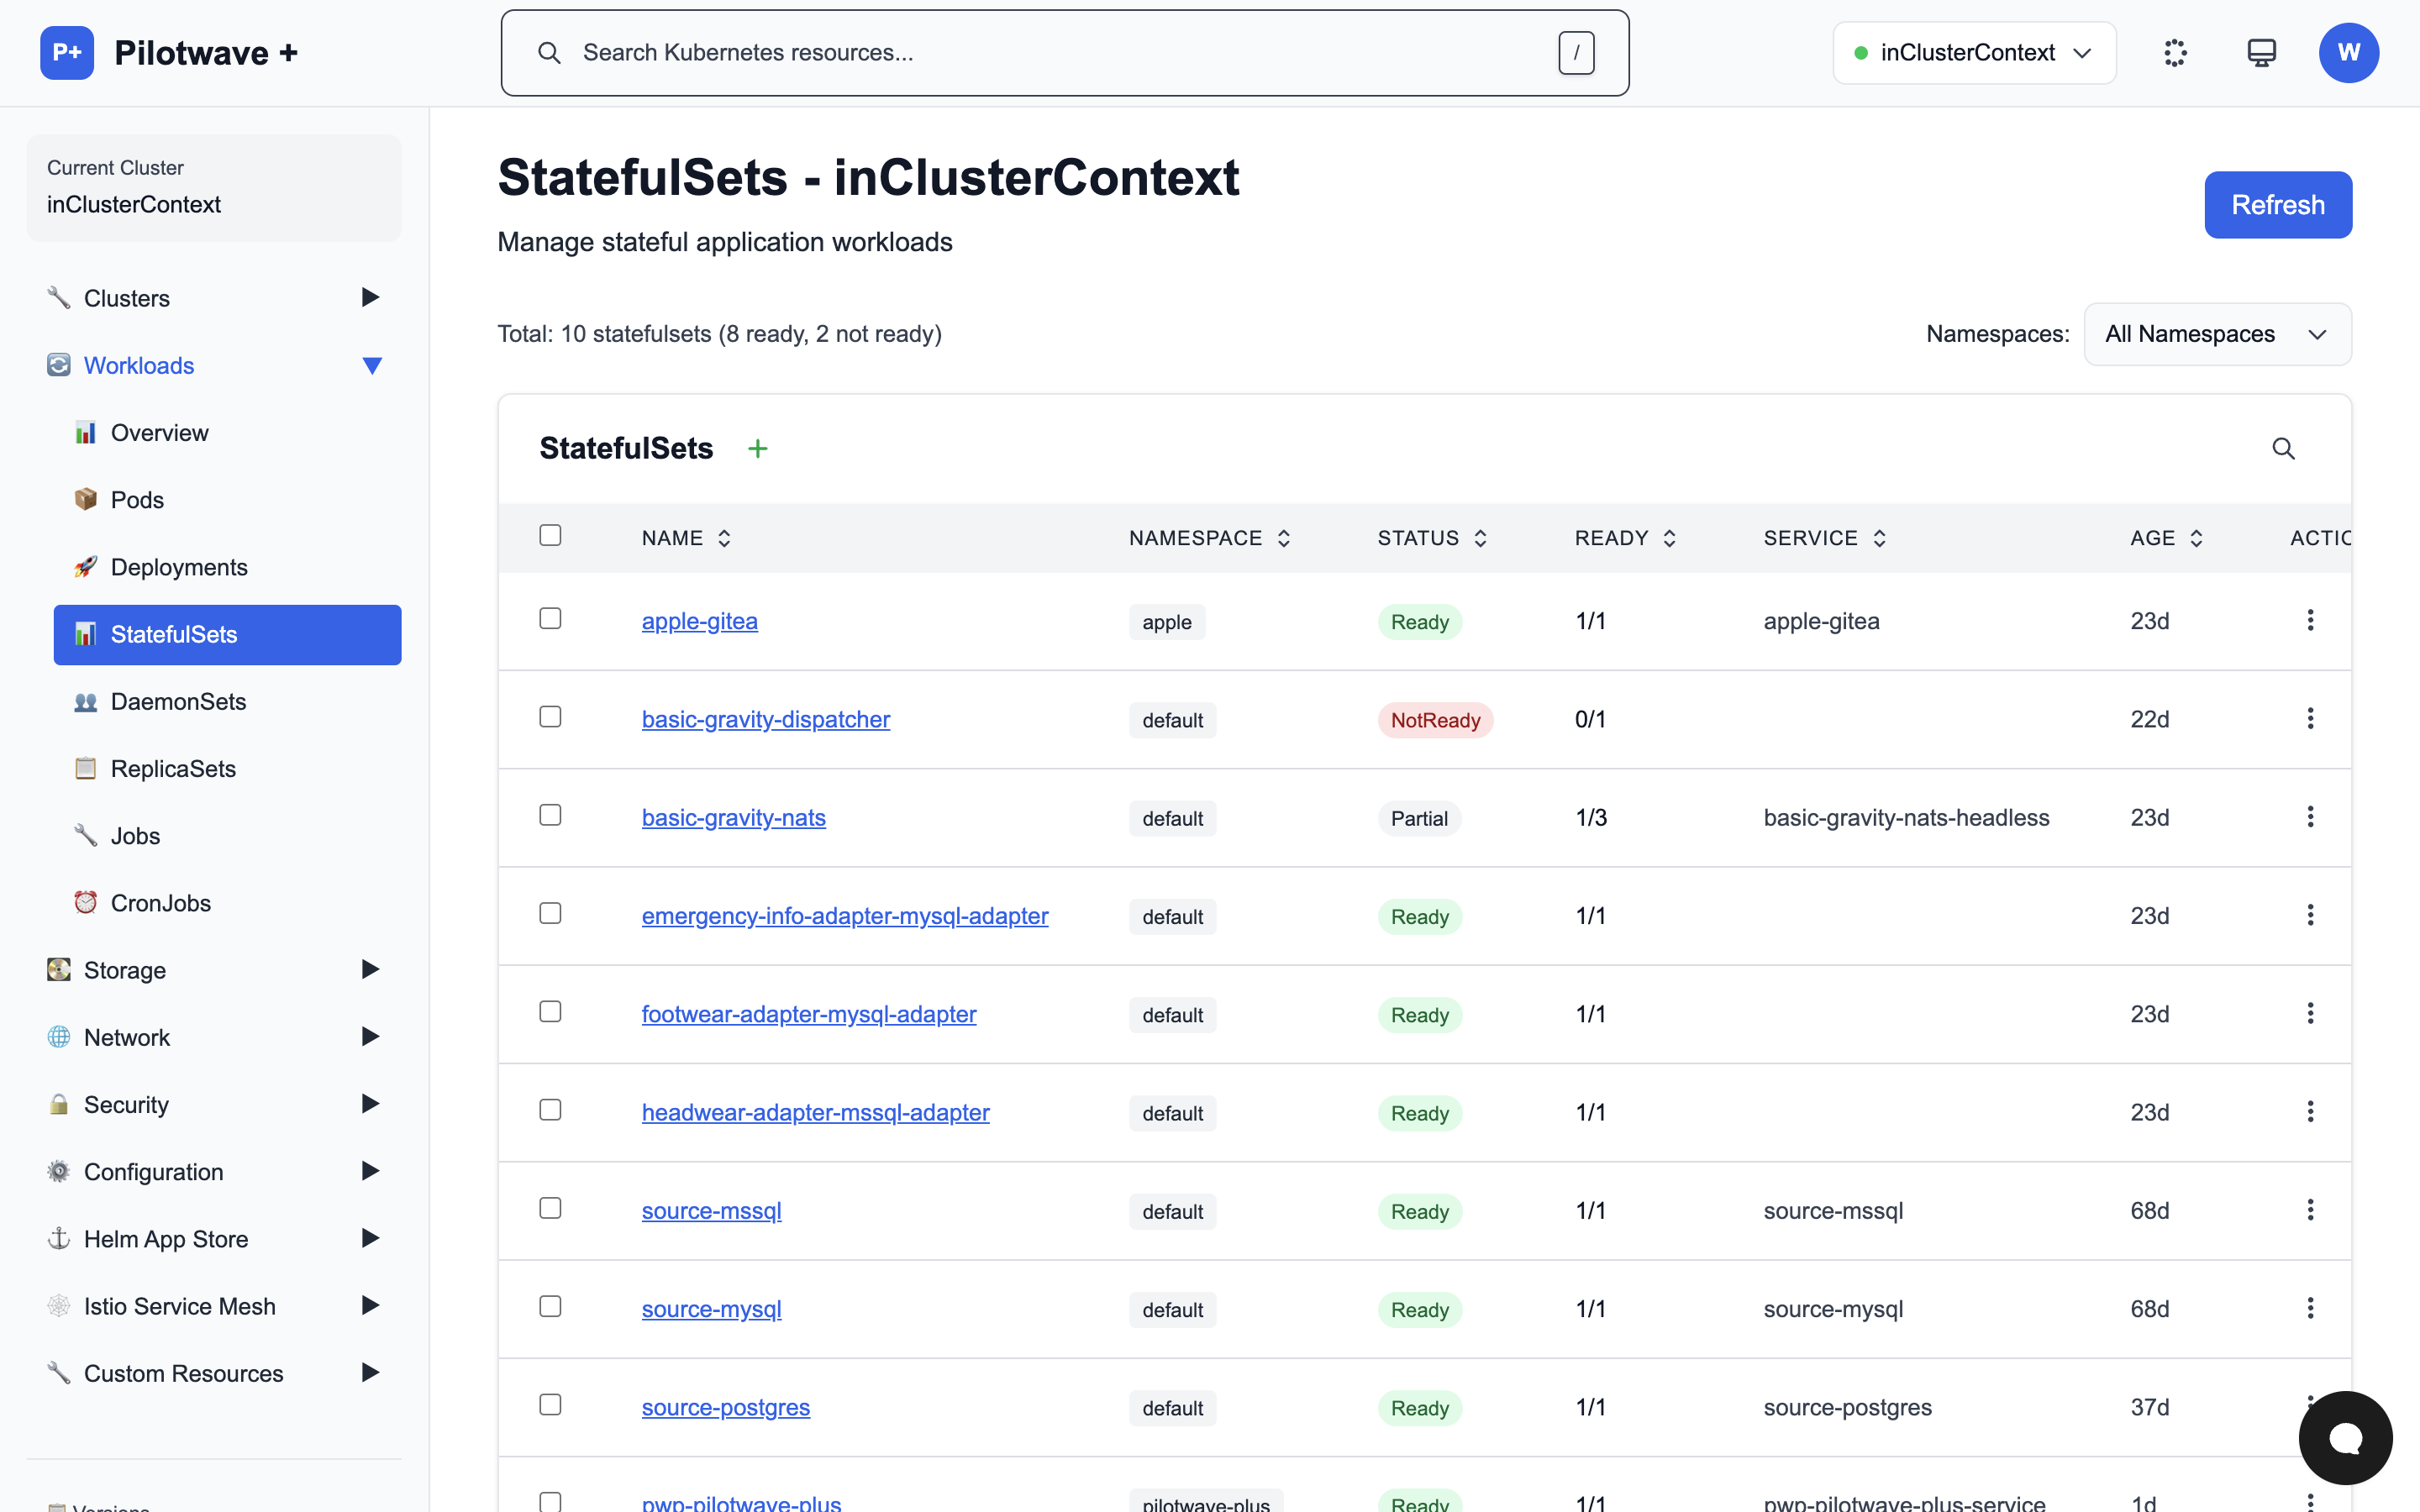 P+ Pilotwave +
Search Kubernetes resources... /
inClusterContext
W
Current Cluster
inClusterContext
Clusters
Workloads
Overview
Pods
Deployments
StatefulSets
DaemonSets
ReplicaSets
Jobs
CronJobs
Storage
Network
Security
Configuration
Helm App Store
Istio Service Mesh
Custom Resources
Versions
StatefulSets - inClusterContext
Manage stateful application workloads
Refresh
Total: 10 statefulsets (8 ready, 2 not ready)
Namespaces: All Namespaces
StatefulSets +
NAME NAMESPACE STATUS READY SERVICE AGE ACTIO
apple-gitea apple Ready 1/1 apple-gitea 23d
basic-gravity-dispatcher default NotReady 0/1 22d
basic-gravity-nats default Partial 1/3 basic-gravity-nats-headless 23d
emergency-info-adapter-mysql-adapter default Ready 1/1 23d
footwear-adapter-mysql-adapter default Ready 1/1 23d
headwear-adapter-mssql-adapter default Ready 1/1 23d
source-mssql default Ready 1/1 source-mssql 68d
source-mysql default Ready 1/1 source-mysql 68d
source-postgres default Ready 1/1 source-postgres 37d
pwp-pilotwave-plus pilotwave-plus Ready 1/1 pwp-pilotwave-plus-service 1d